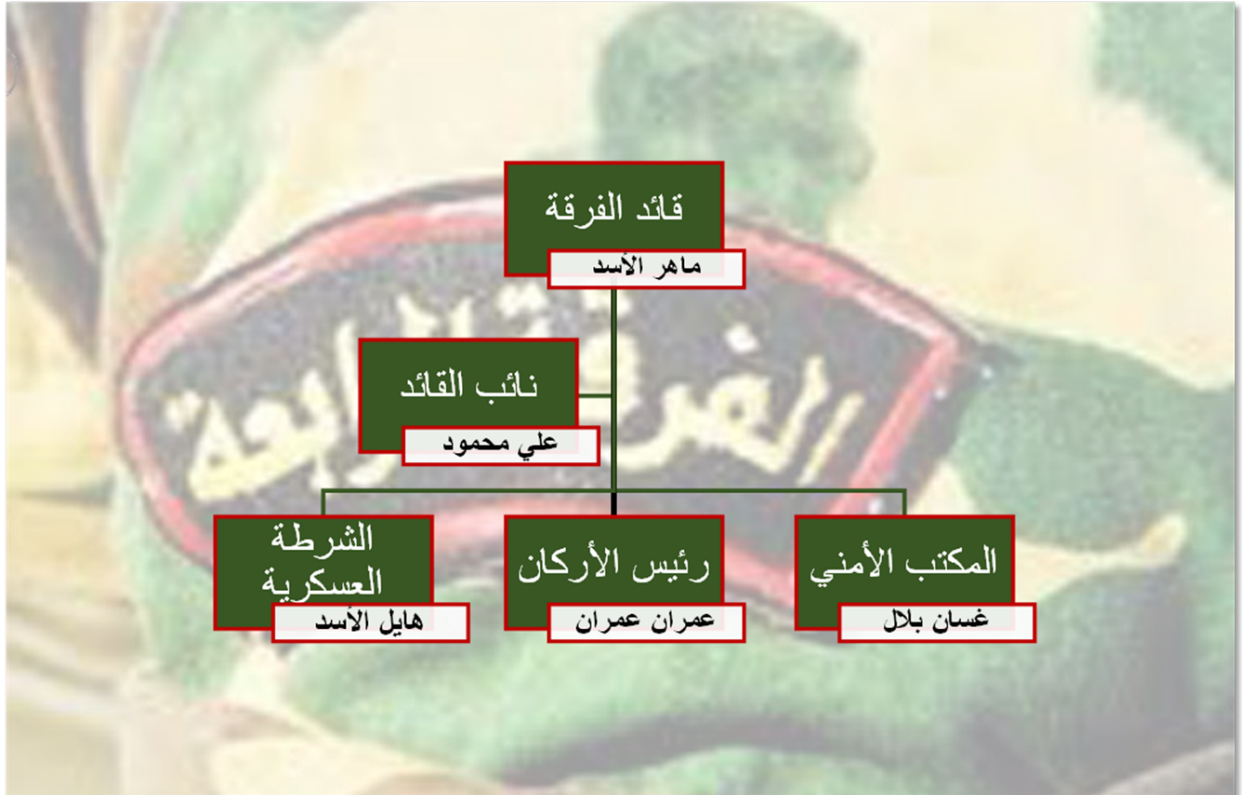 قائد الفرقة
ماهر الأسد
نائب القائد
علي محمود
المكتب الأمني
غسان بلال
رئيس الأركان
عمران عمران
الشرطة
العسكرية
هايل الأسد
الفرقة الرابعة